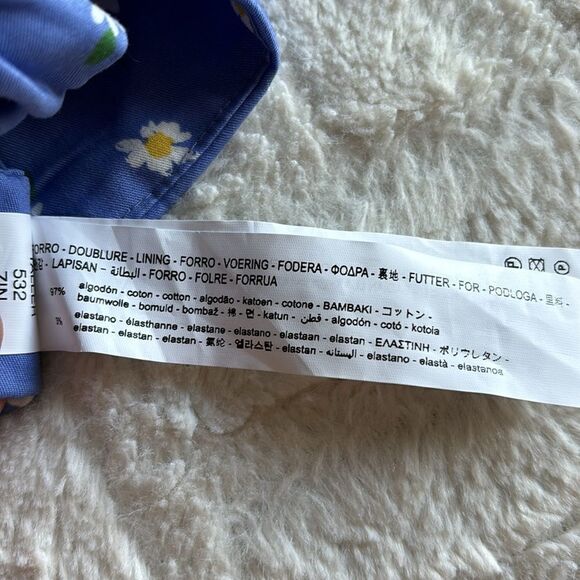 FORRO - DOUBLURE - LINING - FORRO - VOERING - FODERA - ΦΟΔΡΑ - 裏地 - FUTTER - FOR - PODLOGA - 里料 -
- LAPISAN - البطانة - FORRO - FOLRE - FORRUA
97% algodón - coton - cotton - algodão - katoen - cotone - BAMBAKI - コットン -
baumwolle - bomuld - bombaž - 棉 - 면 - katun - قطن - algodón - cotó - kotoia
3% elastano - élasthanne - elastane - elastano - elastaan - elastan - ΕΛΑΣΤΙΝΗ - ポリウレタン -
elastan - elastan - elastan - 氨纶 - 엘라스탄 - elastan - الاستانه - elastano - elastà - elastanoa
532